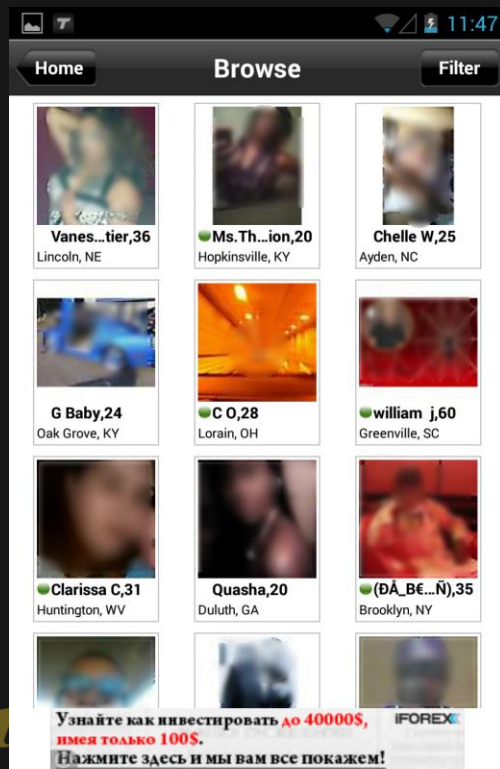 11:47
Home Browse Filter
Vanes...tier,36 Ms.Th...ion,20 Chelle W,25
Lincoln, NE Hopkinsville, KY Ayden, NC
G Baby,24 C O,28 william j,60
Oak Grove, KY Lorain, OH Greenville, SC
Clarissa C,31 Quasha,20 (ÐÂ_B€...Ñ),35
Huntington, WV Duluth, GA Brooklyn, NY
Узнайте как инвестировать до 40000$, iFOREX
имея только 100$.
Нажмите здесь и мы вам все покажем!